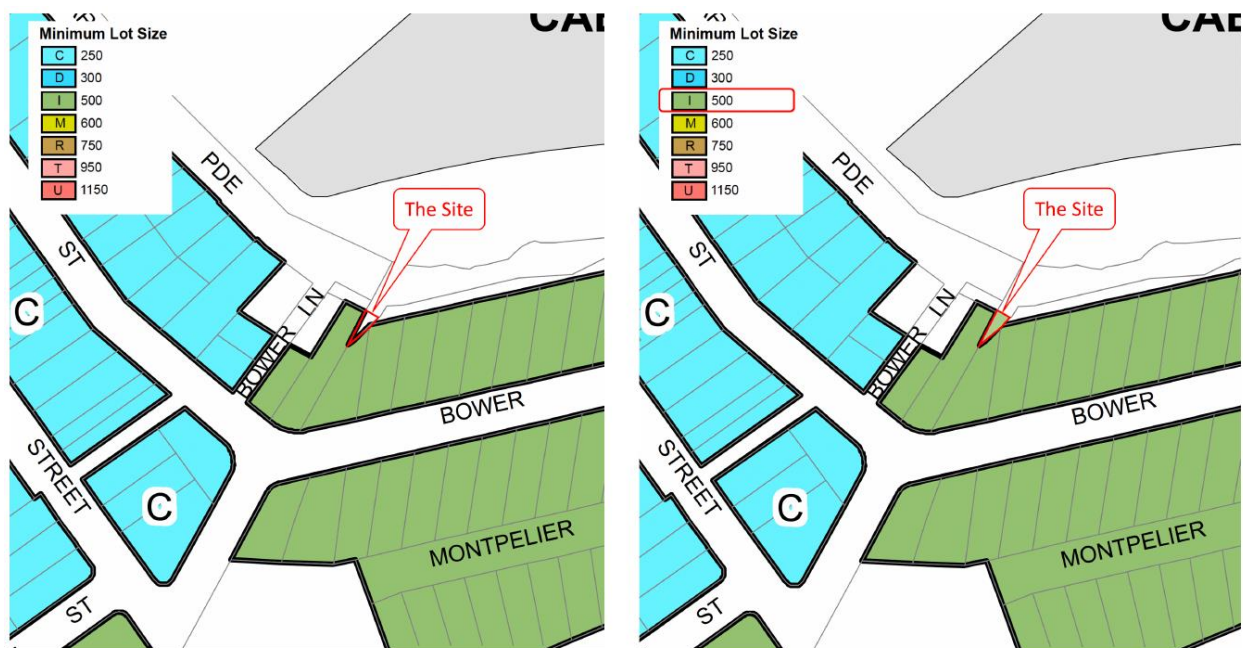 CAB
Minimum Lot Size
C 250
D 300
I 500
M 600
R 750
T 950
U 1150
PDE
The Site
ST
C
BOWER LN
BOWER
STREET
C
MONTPELIER
ST
CAB
Minimum Lot Size
C 250
D 300
I 500
M 600
R 750
T 950
U 1150
PDE
The Site
ST
C
BOWER LN
BOWER
STREET
C
MONTPELIER
ST